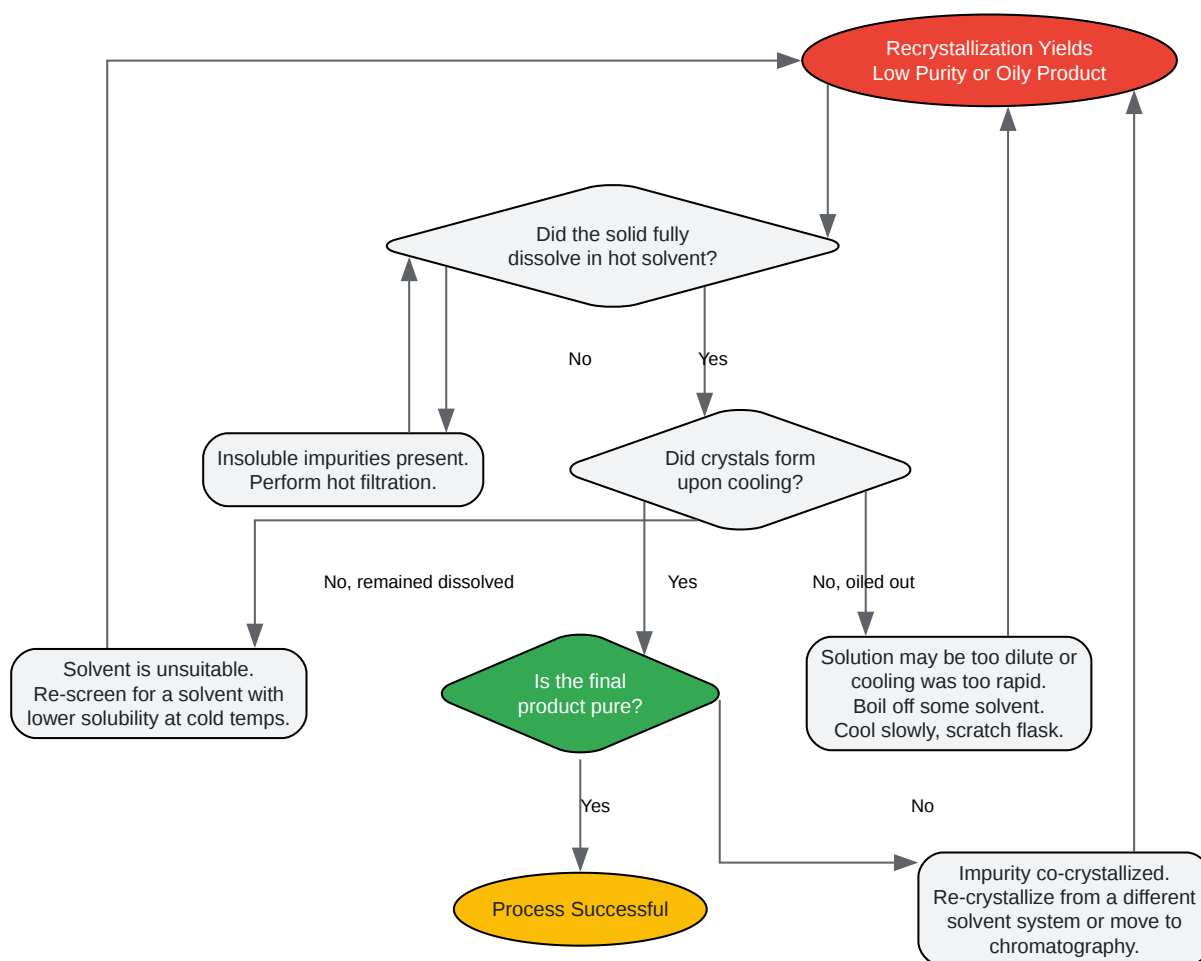 Recrystallization Yields
Low Purity or Oily Product
Did the solid fully
dissolve in hot solvent?
No
Yes
Insoluble impurities present.
Perform hot filtration.
Did crystals form
upon cooling?
No, remained dissolved
Yes
No, oiled out
Solvent is unsuitable.
Re-screen for a solvent with
lower solubility at cold temps.
Is the final
product pure?
Solution may be too dilute or
cooling was too rapid.
Boil off some solvent.
Cool slowly, scratch flask.
Yes
No
Process Successful
Impurity co-crystallized.
Re-crystallize from a different
solvent system or move to
chromatography.